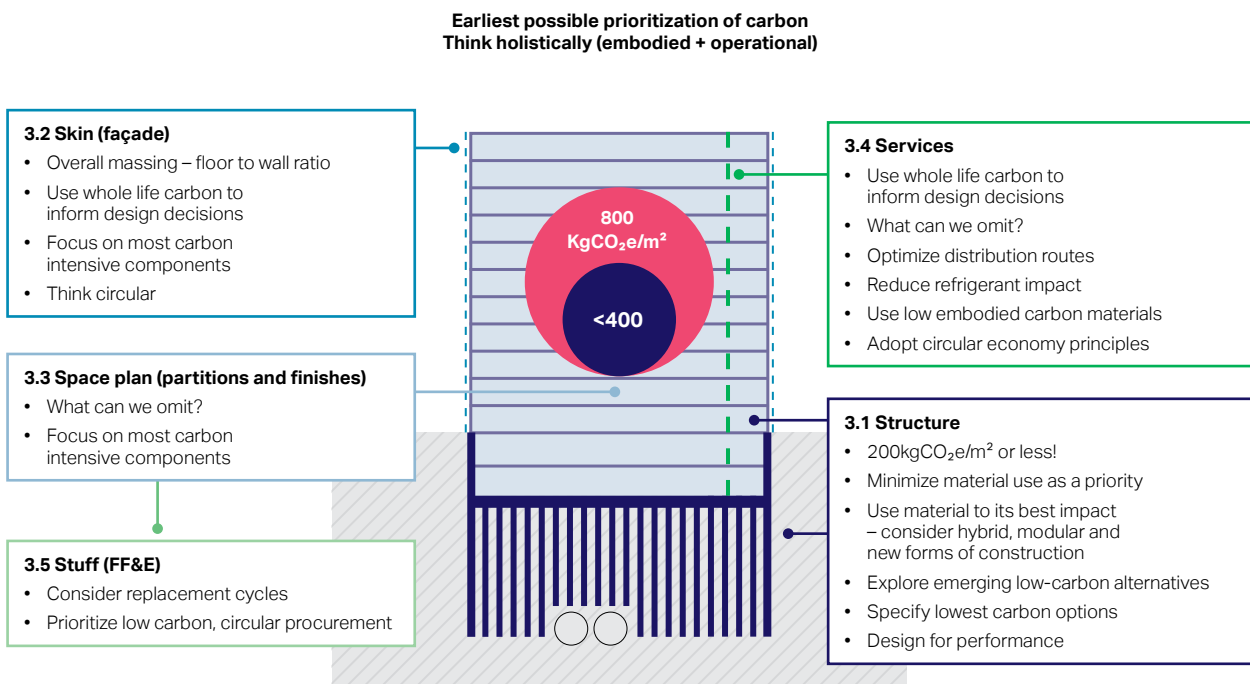 Earliest possible prioritization of carbon
Think holistically (embodied + operational)
3.2 Skin (façade)
• Overall massing – floor to wall ratio
• Use whole life carbon to
inform design decisions
• Focus on most carbon
intensive components
• Think circular
3.3 Space plan (partitions and finishes)
• What can we omit?
• Focus on most carbon
intensive components
3.5 Stuff (FF&E)
• Consider replacement cycles
• Prioritize low carbon, circular procurement
800
KgCO₂e/m²
<400
3.4 Services
• Use whole life carbon to
inform design decisions
• What can we omit?
• Optimize distribution routes
• Reduce refrigerant impact
• Use low embodied carbon materials
• Adopt circular economy principles
3.1 Structure
• 200kgCO₂e/m² or less!
• Minimize material use as a priority
• Use material to its best impact
– consider hybrid, modular and
new forms of construction
• Explore emerging low-carbon alternatives
• Specify lowest carbon options
• Design for performance